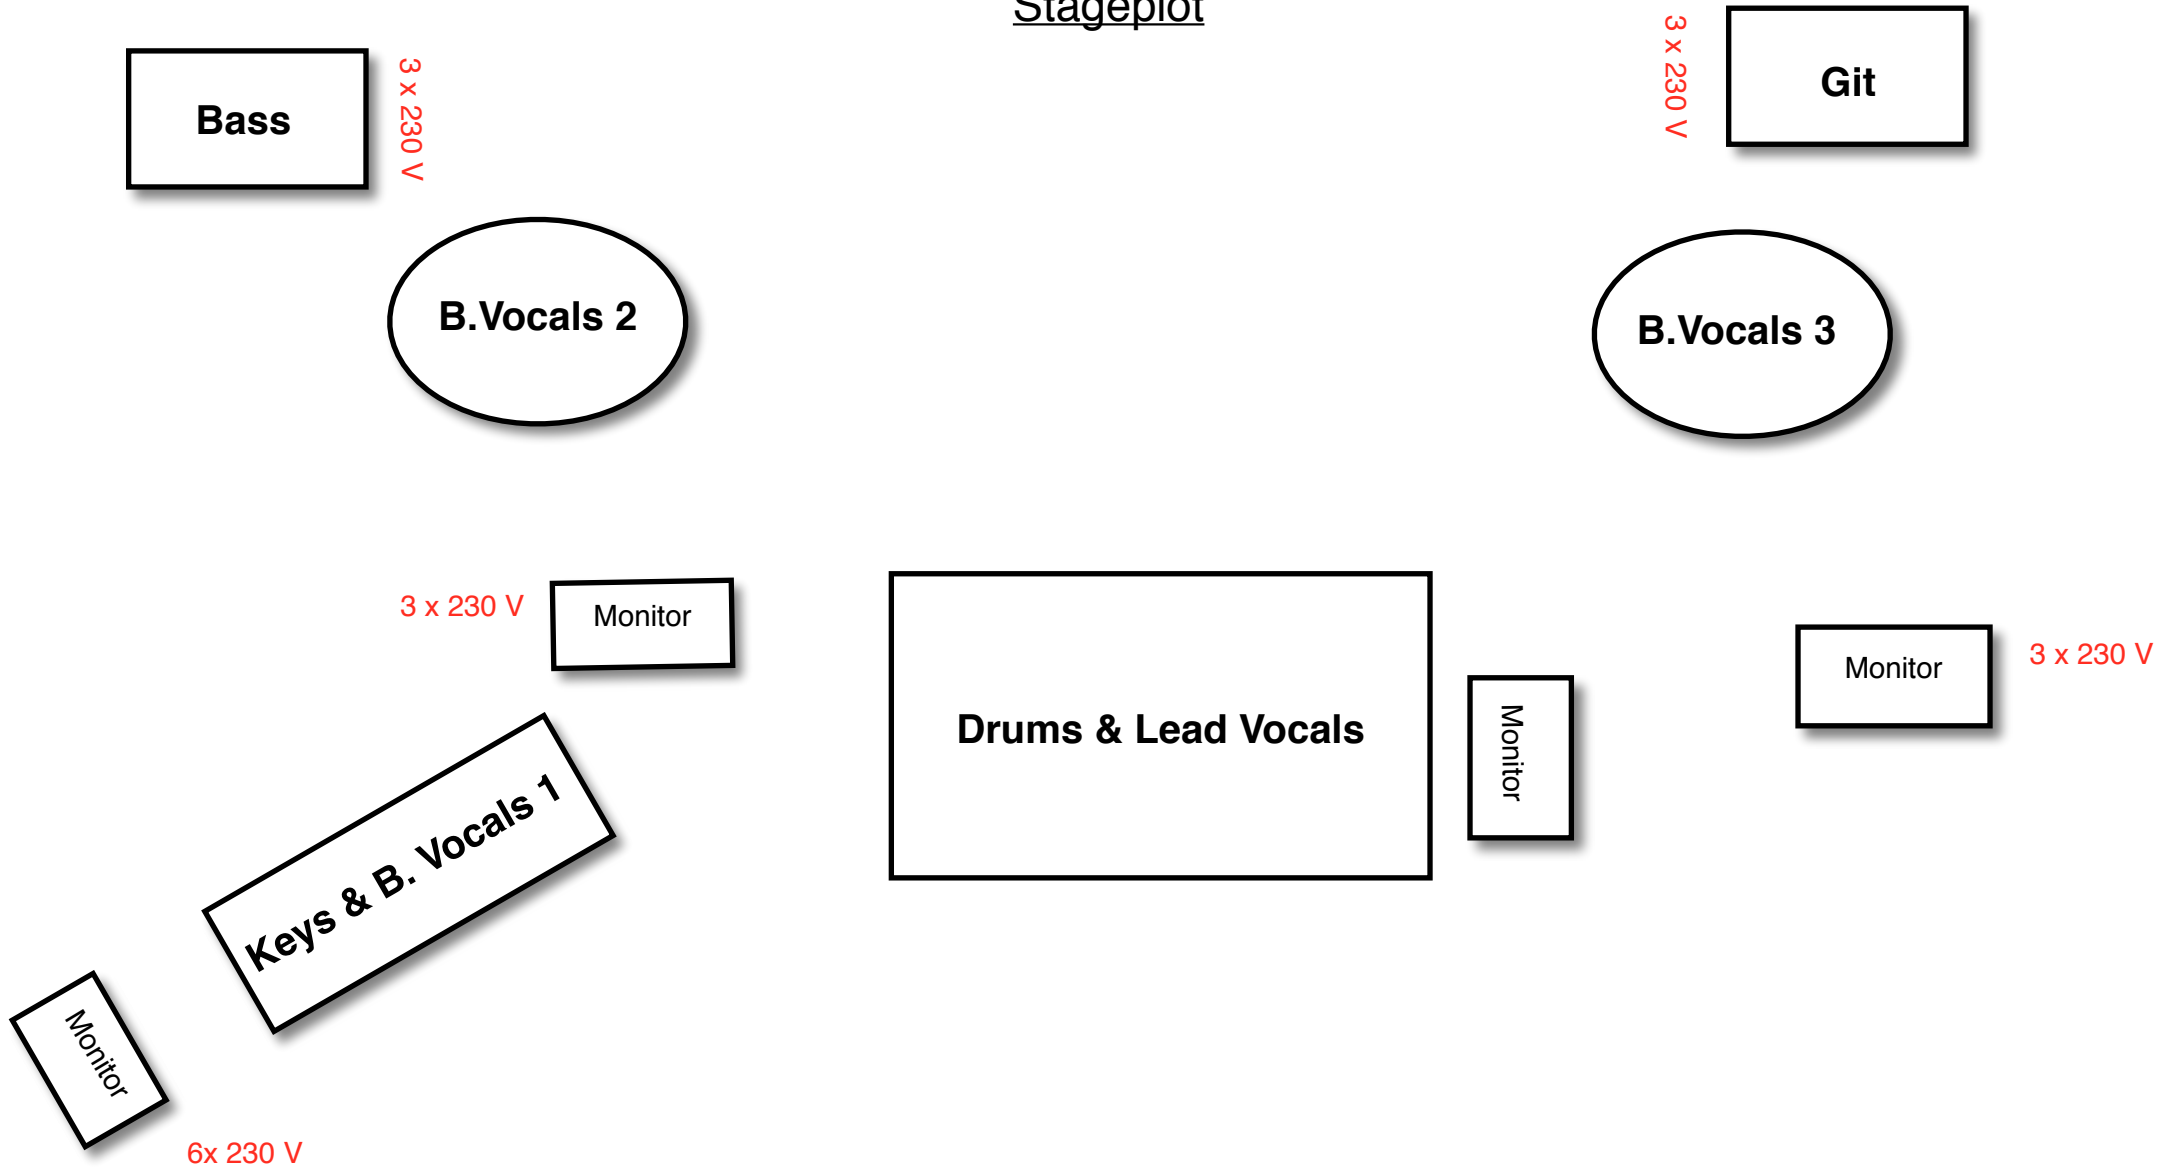 Stageplot
Bass
3 x 230 V
3 x 230 V
Git
B.Vocals 2
B.Vocals 3
3 x 230 V
Monitor
Drums & Lead Vocals
Monitor
Monitor
3 x 230 V
Keys & B. Vocals 1
Monitor
6x 230 V